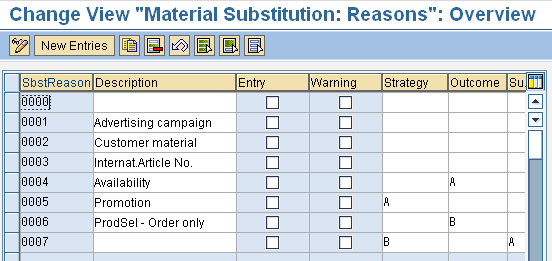 Change View "Material Substitution: Reasons": Overview
New Entries
SbstReason Description Entry Warning Strategy Outcome Su.
0000
0001 Advertising campaign
0002 Customer material
0003 Internat.Article No.
0004 Availability A
0005 Promotion A
0006 ProdSel - Order only B
0007 B A